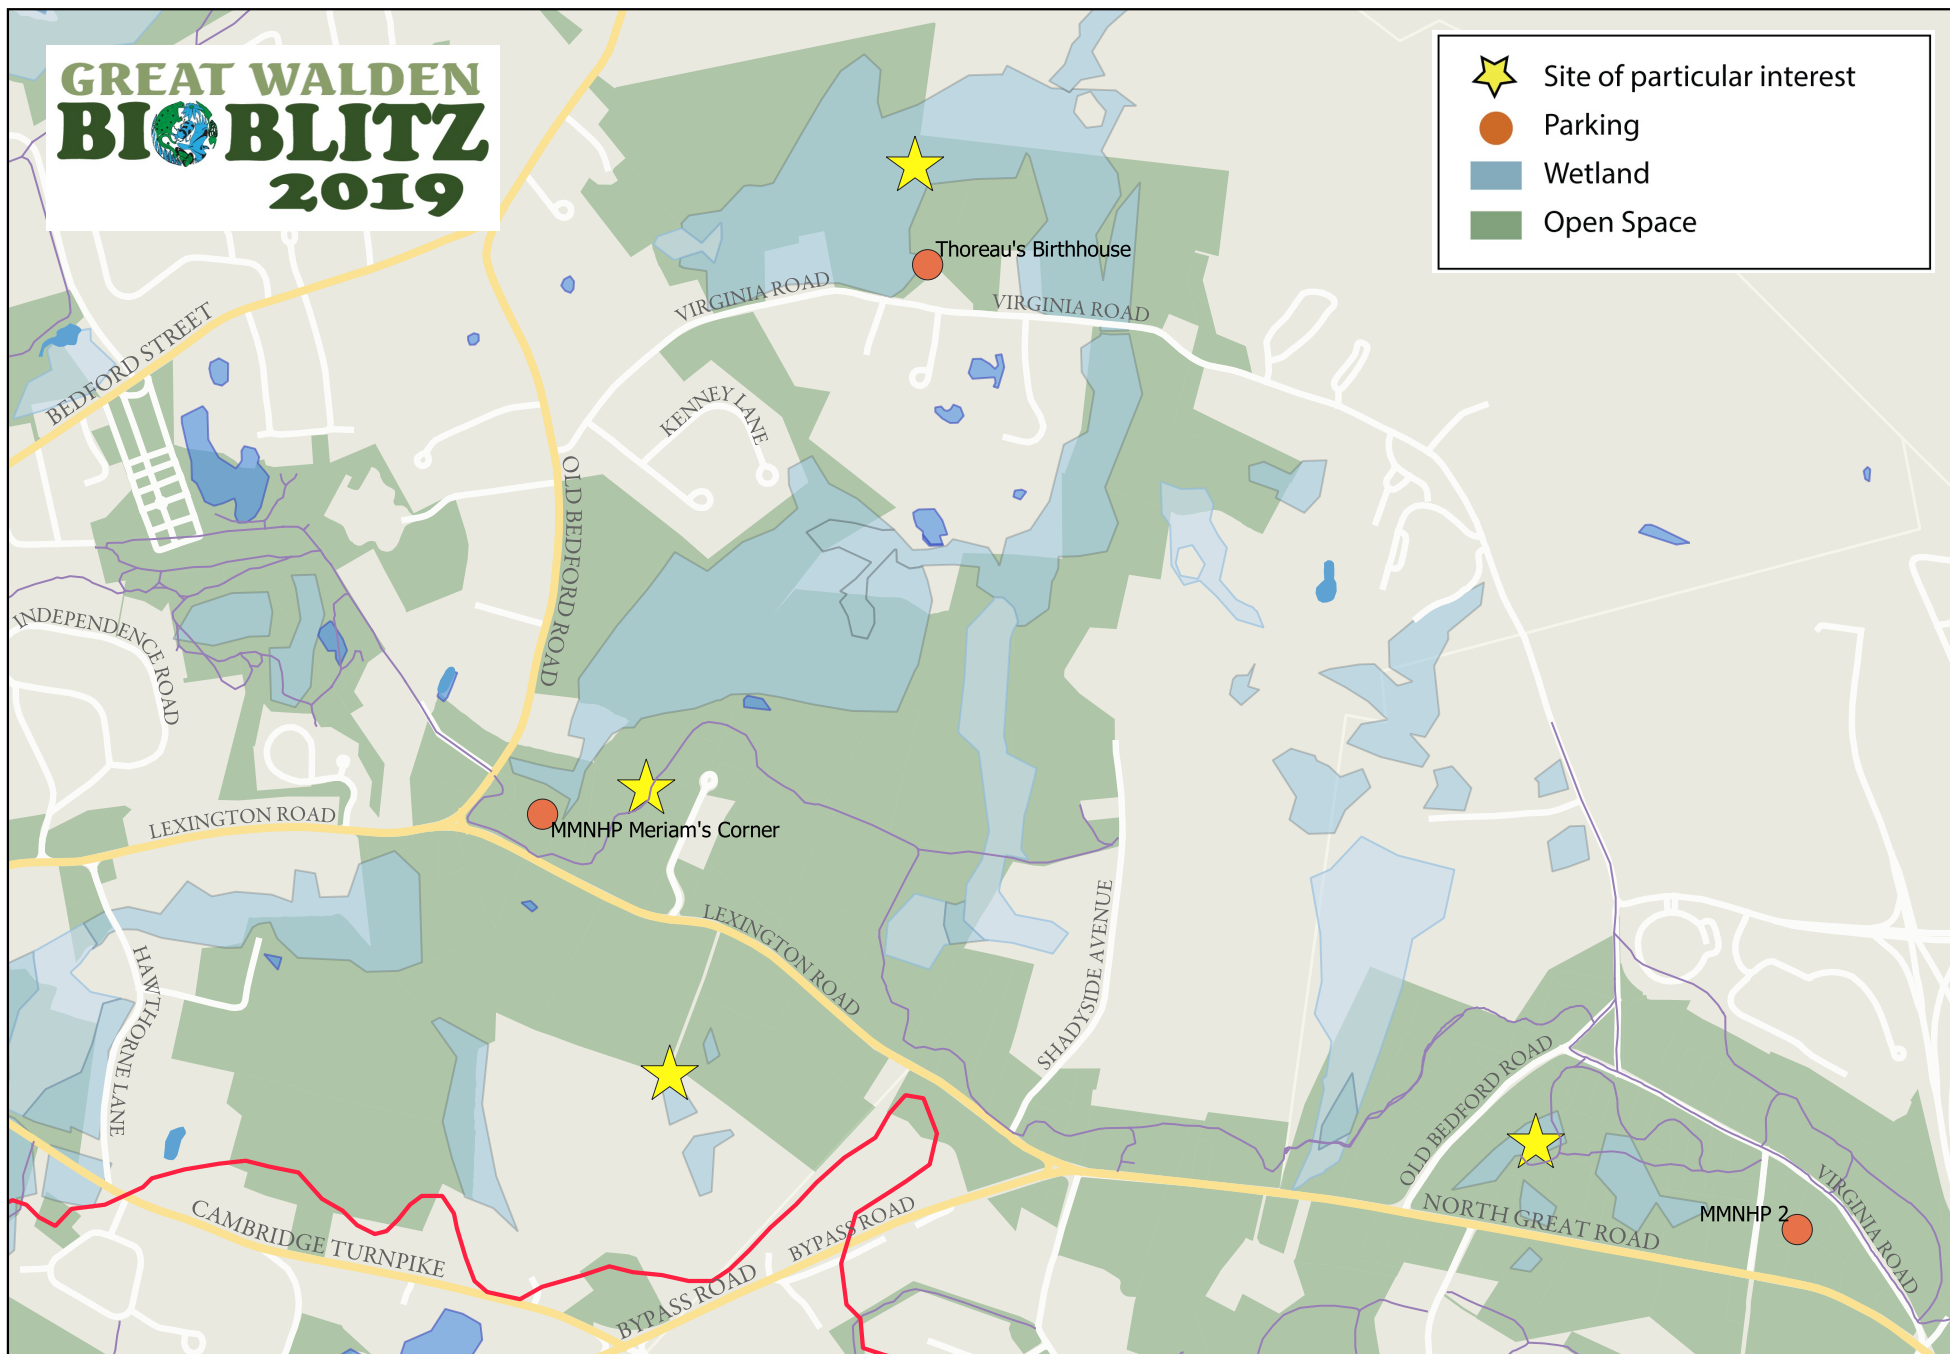 GREAT WALDEN
BIOBLITZ
2019
Site of particular interest
Parking
Wetland
Open Space
Thoreau's Birthhouse
VIRGINIA ROAD
VIRGINIA ROAD
BEDFORD STREET
KENNEY LANE
OLD BEDFORD ROAD
INDEPENDENCE ROAD
LEXINGTON ROAD
MMNHP Meriam's Corner
LEXINGTON ROAD
SHADYSIDE AVENUE
HAWTHORNE LANE
OLD BEDFORD ROAD
NORTH GREAT ROAD
MMNHP 2
VIRGINIA ROAD
CAMBRIDGE TURNPIKE
BYPASS ROAD
BYPASS ROAD